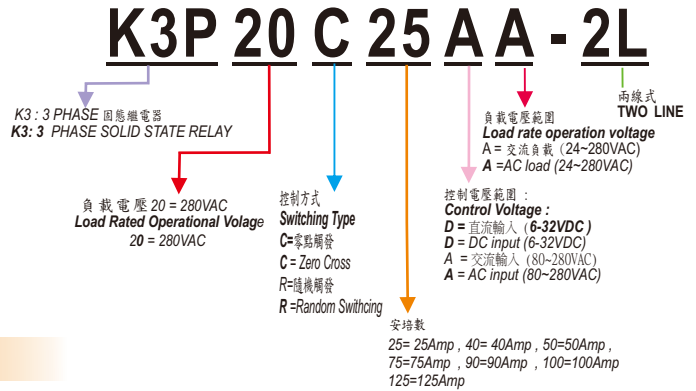 K3P 20 C 25 A A - 2L
K3 : 3 PHASE 固態繼電器
K3: 3 PHASE SOLID STATE RELAY
負載電壓 20 = 280VAC
Load Rated Operational Volage
20 = 280VAC
控制方式
Switching Type
C=零點觸發
C = Zero Cross
R=隨機觸發
R =Random Swithcing
安培數
25= 25Amp , 40= 40Amp , 50=50Amp ,
75=75Amp , 90=90Amp , 100=100Amp
125=125Amp
控制電壓範圍 :
Control Voltage :
D = 直流輸入 (6-32VDC )
D = DC input (6-32VDC)
A = 交流輸入 (80~280VAC)
A = AC input (80~280VAC)
負載電壓範圍
Load rate operation voltage
A = 交流負載 (24~280VAC)
A =AC load (24~280VAC)
兩線式
TWO LINE